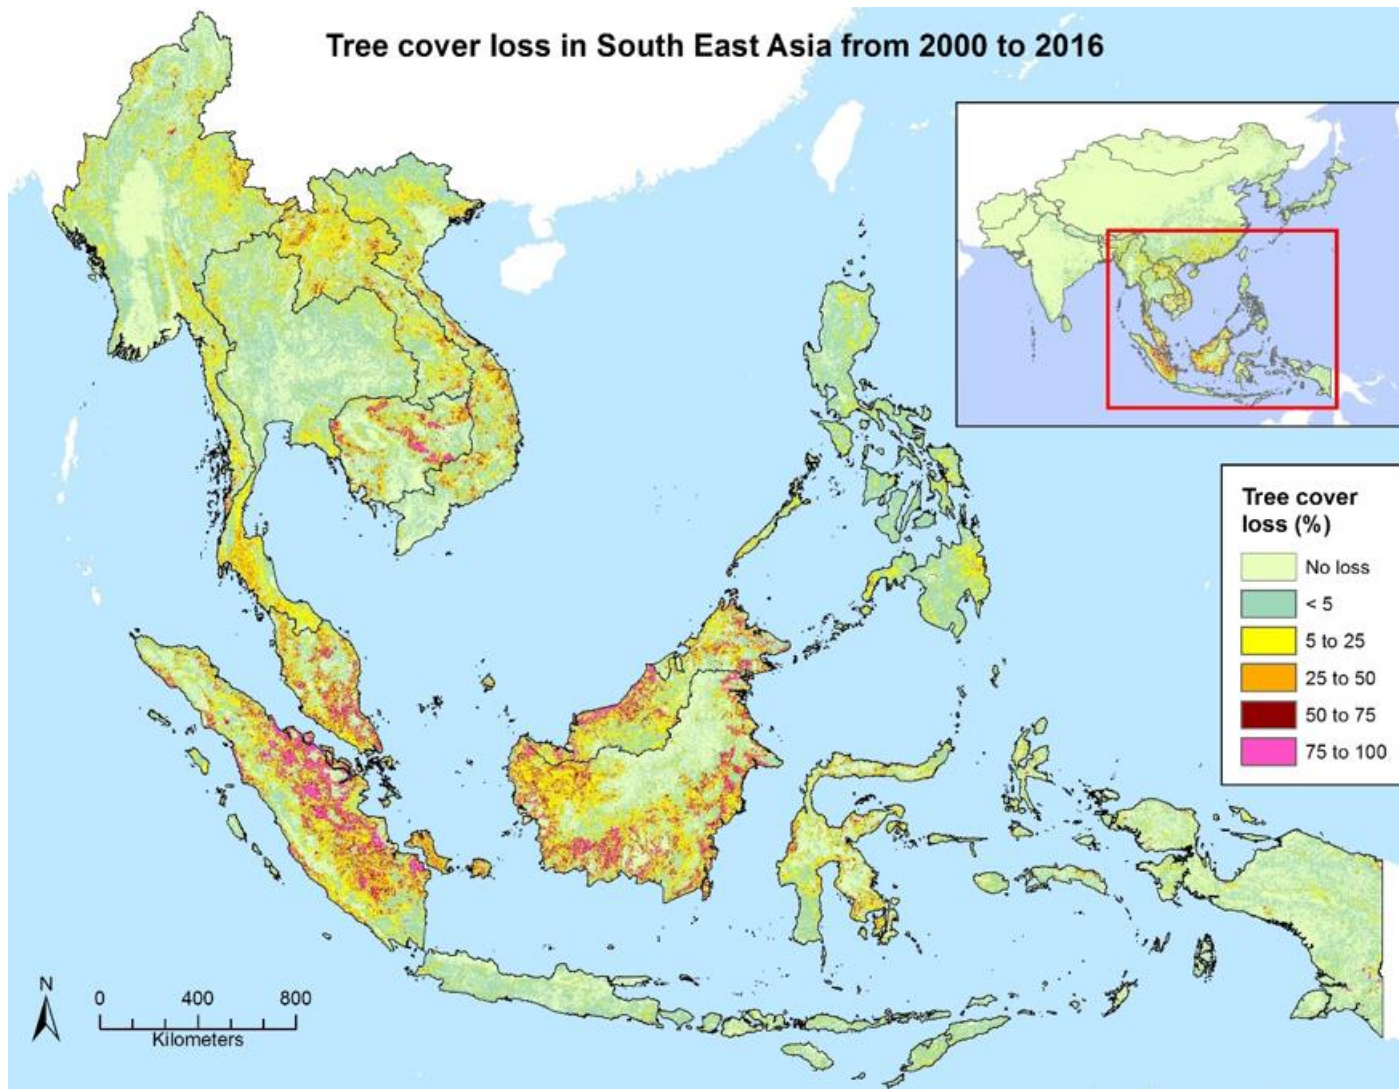 Tree cover loss in South East Asia from 2000 to 2016
Tree cover
loss (%)
No loss
< 5
5 to 25
25 to 50
50 to 75
75 to 100
N
0 400 800
Kilometers